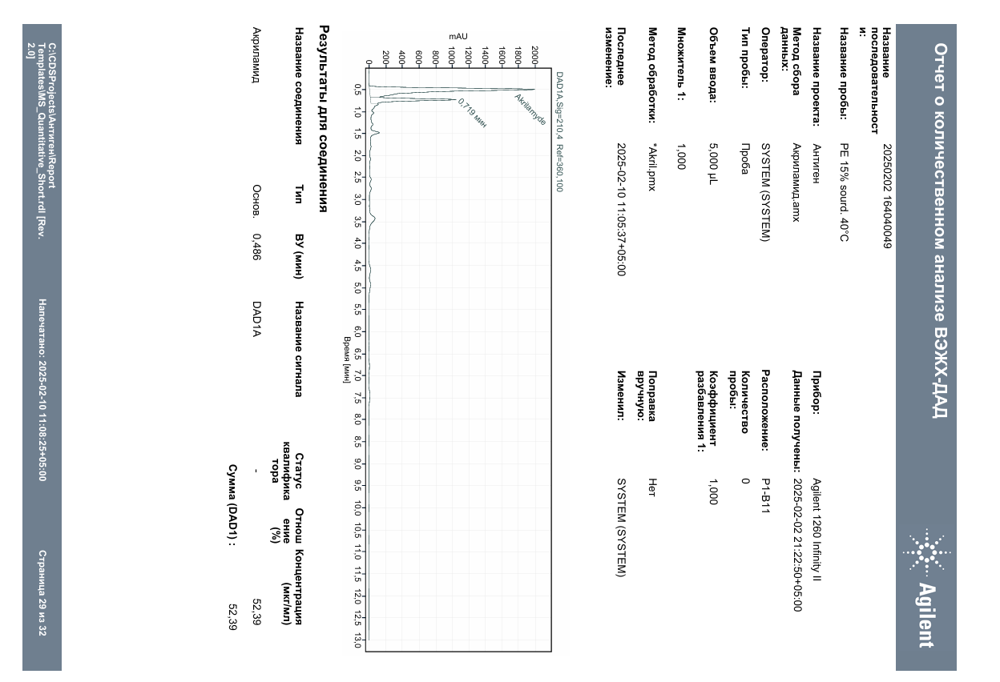 Отчет о количественном анализе ВЭЖХ-ДАД
Agilent
Название
последовательност
и:
20250202 164040049
Название пробы:
PE 15% sourd. 40°C
Название проекта:
Антиген
Прибор:
Agilent 1260 Infinity II
Метод сбора
данных:
Акриламид.amx
Данные получены:
2025-02-02 21:22:50+05:00
Оператор:
SYSTEM (SYSTEM)
Расположение:
P1-B11
Тип пробы:
Проба
Количество
пробы:
0
Объем ввода:
5,000 µL
Коэффициент
разбавления 1:
1,000
Множитель 1:
1,000
Метод обработки:
*Akril.pmx
Поправка
вручную:
Нет
Последнее
изменение:
2025-02-10 11:05:37+05:00
Изменил:
SYSTEM (SYSTEM)
DAD1A,Sig=210,4 Ref=360,100
mAU
2000
1800
1600
1400
1200
1000
800
600
400
200
0
Akrilamyde
0,719 мин
0,5 1,0 1,5 2,0 2,5 3,0 3,5 4,0 4,5 5,0 5,5 6,0 6,5 7,0 7,5 8,0 8,5 9,0 9,5 10,0 10,5 11,0 11,5 12,0 12,5 13,0
Время [мин]
Результаты для соединения
Название соединения
Тип
ВУ (мин)
Название сигнала
Статус
квалифика
тора
Отнош
ение
(%)
Концентрация
(мкг/мл)
Акриламид
Основ.
0,486
DAD1A
-
52,39
Сумма (DAD1) :
52,39
C:\CDSProjects\Антиген\Report
Templates\MS_Quantitative_Short.rdl [Rev.
2.0]
Напечатано: 2025-02-10 11:08:25+05:00
Страница 29 из 32